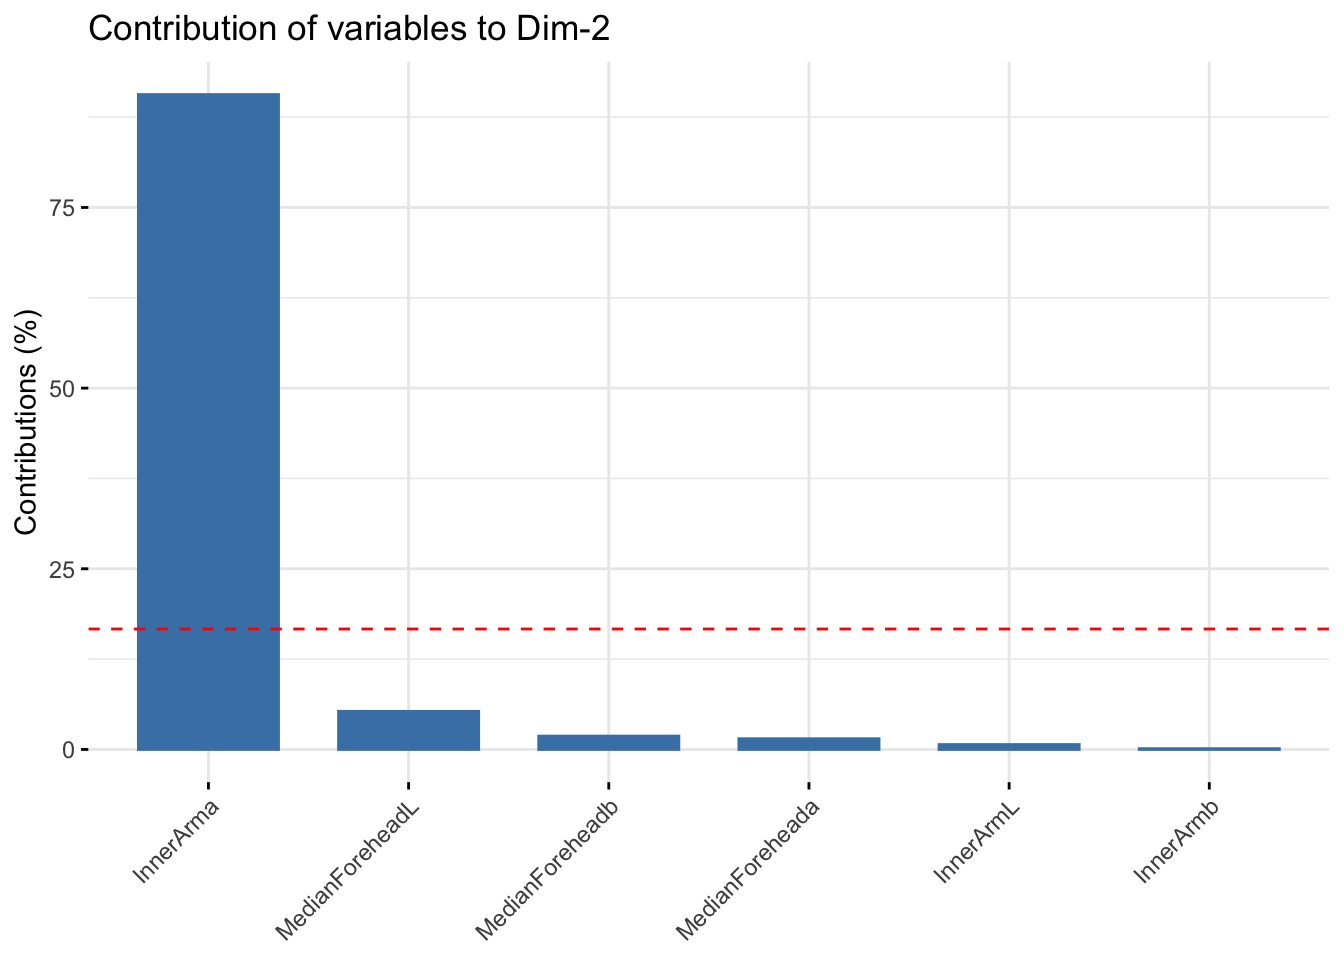 Contribution of variables to Dim-2
Contributions (%)
75
50
25
0
InnerArma
MedianForeheadL
MedianForeheadb
MedianForeheada
InnerArmL
InnerArmb